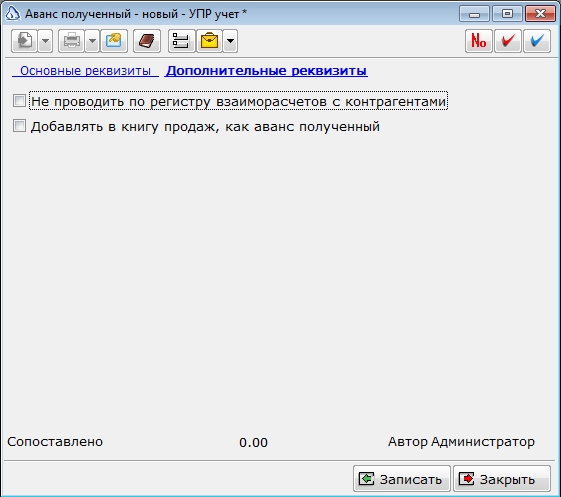 Аванс полученный - новый - УПР учет *
No
Основные реквизиты Дополнительные реквизиты
Не проводить по регистру взаиморасчетов с контрагентами
Добавлять в книгу продаж, как аванс полученный
Сопоставлено 0.00 Автор Администратор
Записать Закрыть